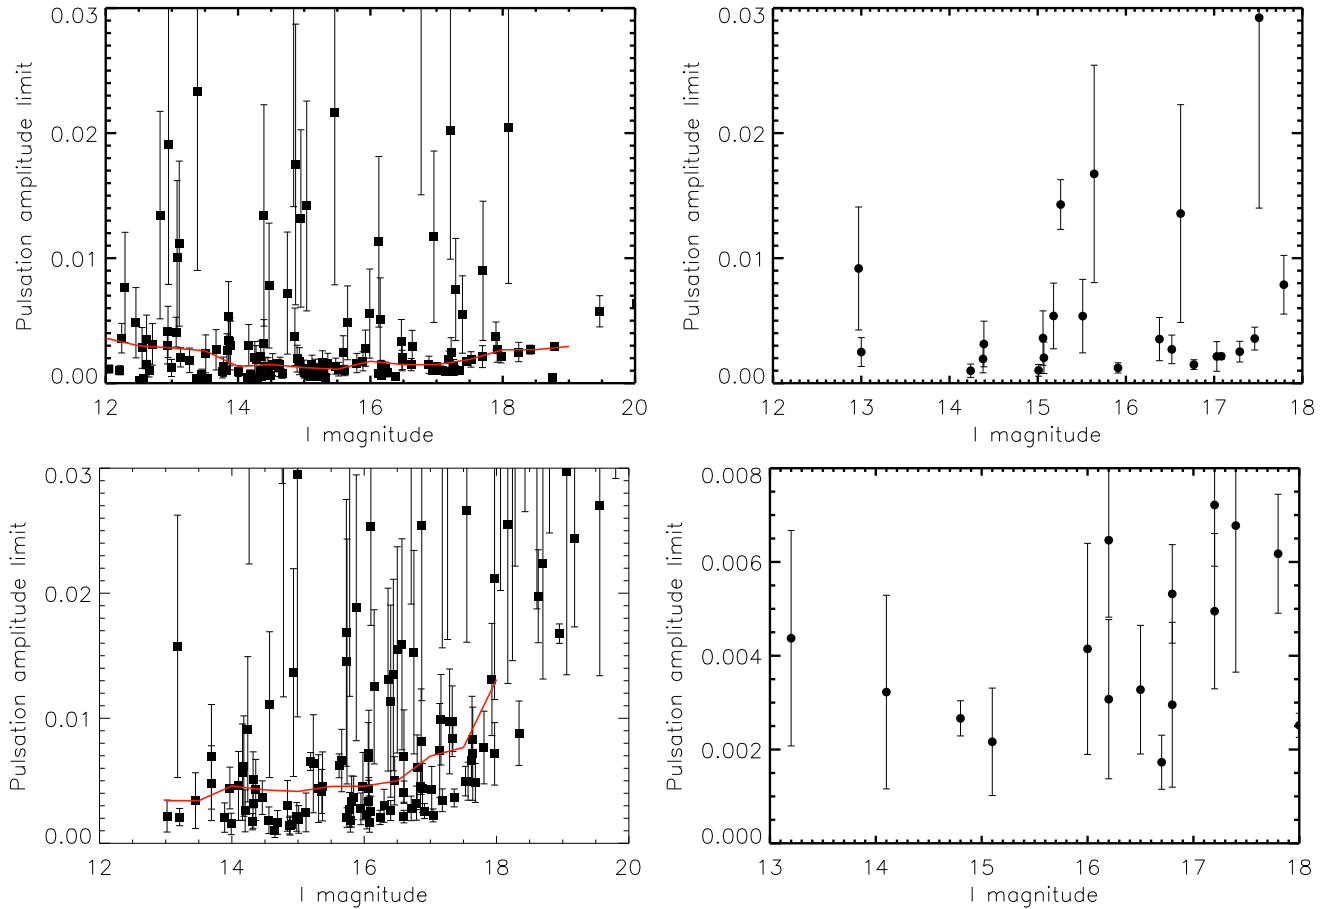 Pulsation amplitude limit
0.03
0.02
0.01
0.00
12 14 16 18 20
I magnitude
Pulsation amplitude limit
0.03
0.02
0.01
0.00
12 13 14 15 16 17 18
I magnitude
Pulsation amplitude limit
0.03
0.02
0.01
0.00
12 14 16 18 20
I magnitude
Pulsation amplitude limit
0.008
0.006
0.004
0.002
0.000
13 14 15 16 17 18
I magnitude